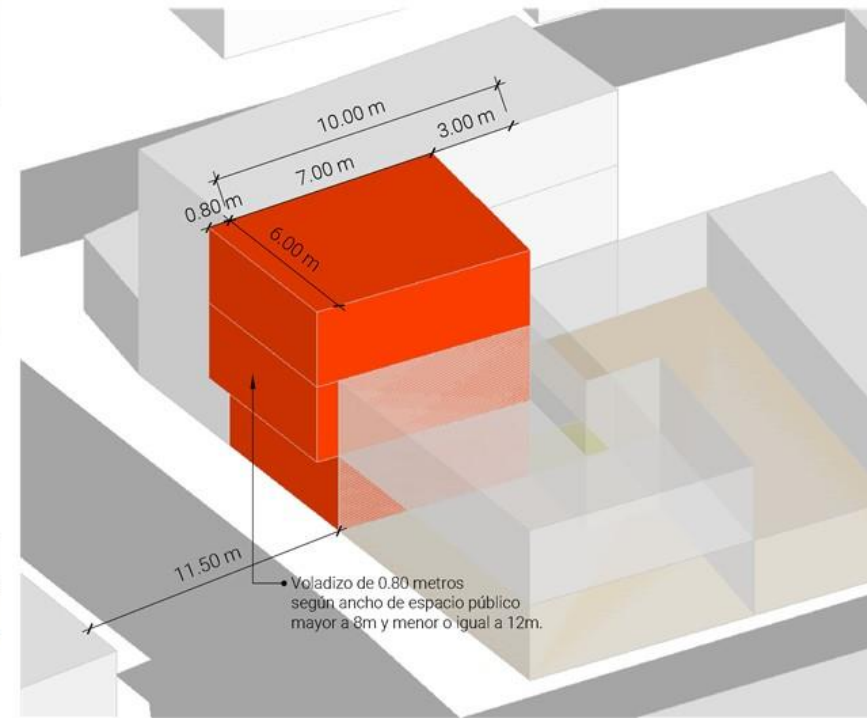 10.00 m
3.00 m
7.00 m
0.80 m
6.00 m
11.50 m
Voladizo de 0.80 metros
según ancho de espacio público
mayor a 8m y menor o igual a 12m.